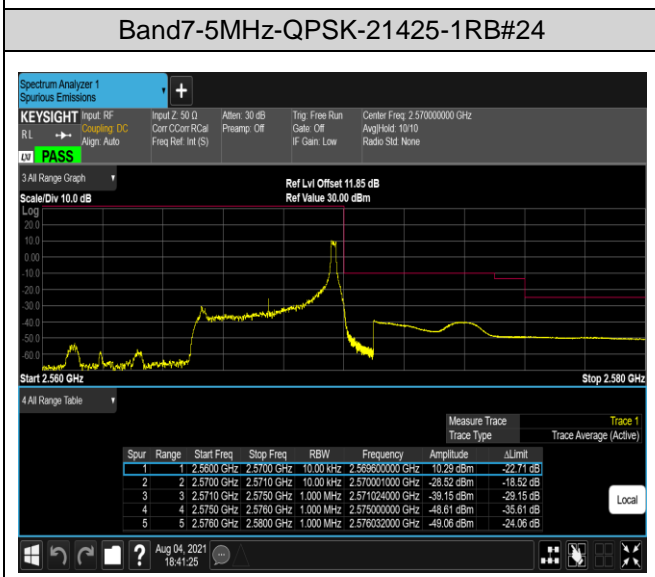 Band7-5MHz-QPSK-21425-1RB#24
Spectrum Analyzer 1
Spurious Emissions
KEYSIGHT Input: RF Input Z: 50 Ω Atten: 30 dB Trig: Free Run Center Freq: 2.570000000 GHz
RL Coupling: DC Corr CCorr RCal Preamp: Off Gate: Off Avg|Hold: 10/10
Align: Auto Freq Ref: Int (S) IF Gain: Low Radio Std: None
LXI PASS
3 All Range Graph
Ref Lvl Offset 11.85 dB
Scale/Div 10.0 dB Ref Value 30.00 dBm
Log
20.0
10.0
0.00
-10.0
-20.0
-30.0
-40.0
-50.0
-60.0
Start 2.560 GHz Stop 2.580 GHz
4 All Range Table
Measure Trace Trace 1
Trace Type Trace Average (Active)
Spur Range Start Freq Stop Freq RBW Frequency Amplitude ΔLimit
1 1 2.5600 GHz 2.5700 GHz 10.00 kHz 2.569600000 GHz 10.29 dBm -22.71 dB
2 2 2.5700 GHz 2.5710 GHz 10.00 kHz 2.570001000 GHz -28.52 dBm -18.52 dB
3 3 2.5710 GHz 2.5750 GHz 1.000 MHz 2.571024000 GHz -39.15 dBm -29.15 dB
4 4 2.5750 GHz 2.5760 GHz 1.000 MHz 2.575000000 GHz -48.61 dBm -35.61 dB
5 5 2.5760 GHz 2.5800 GHz 1.000 MHz 2.576032000 GHz -49.06 dBm -24.06 dB
Local
? Aug 04, 2021
18:41:25